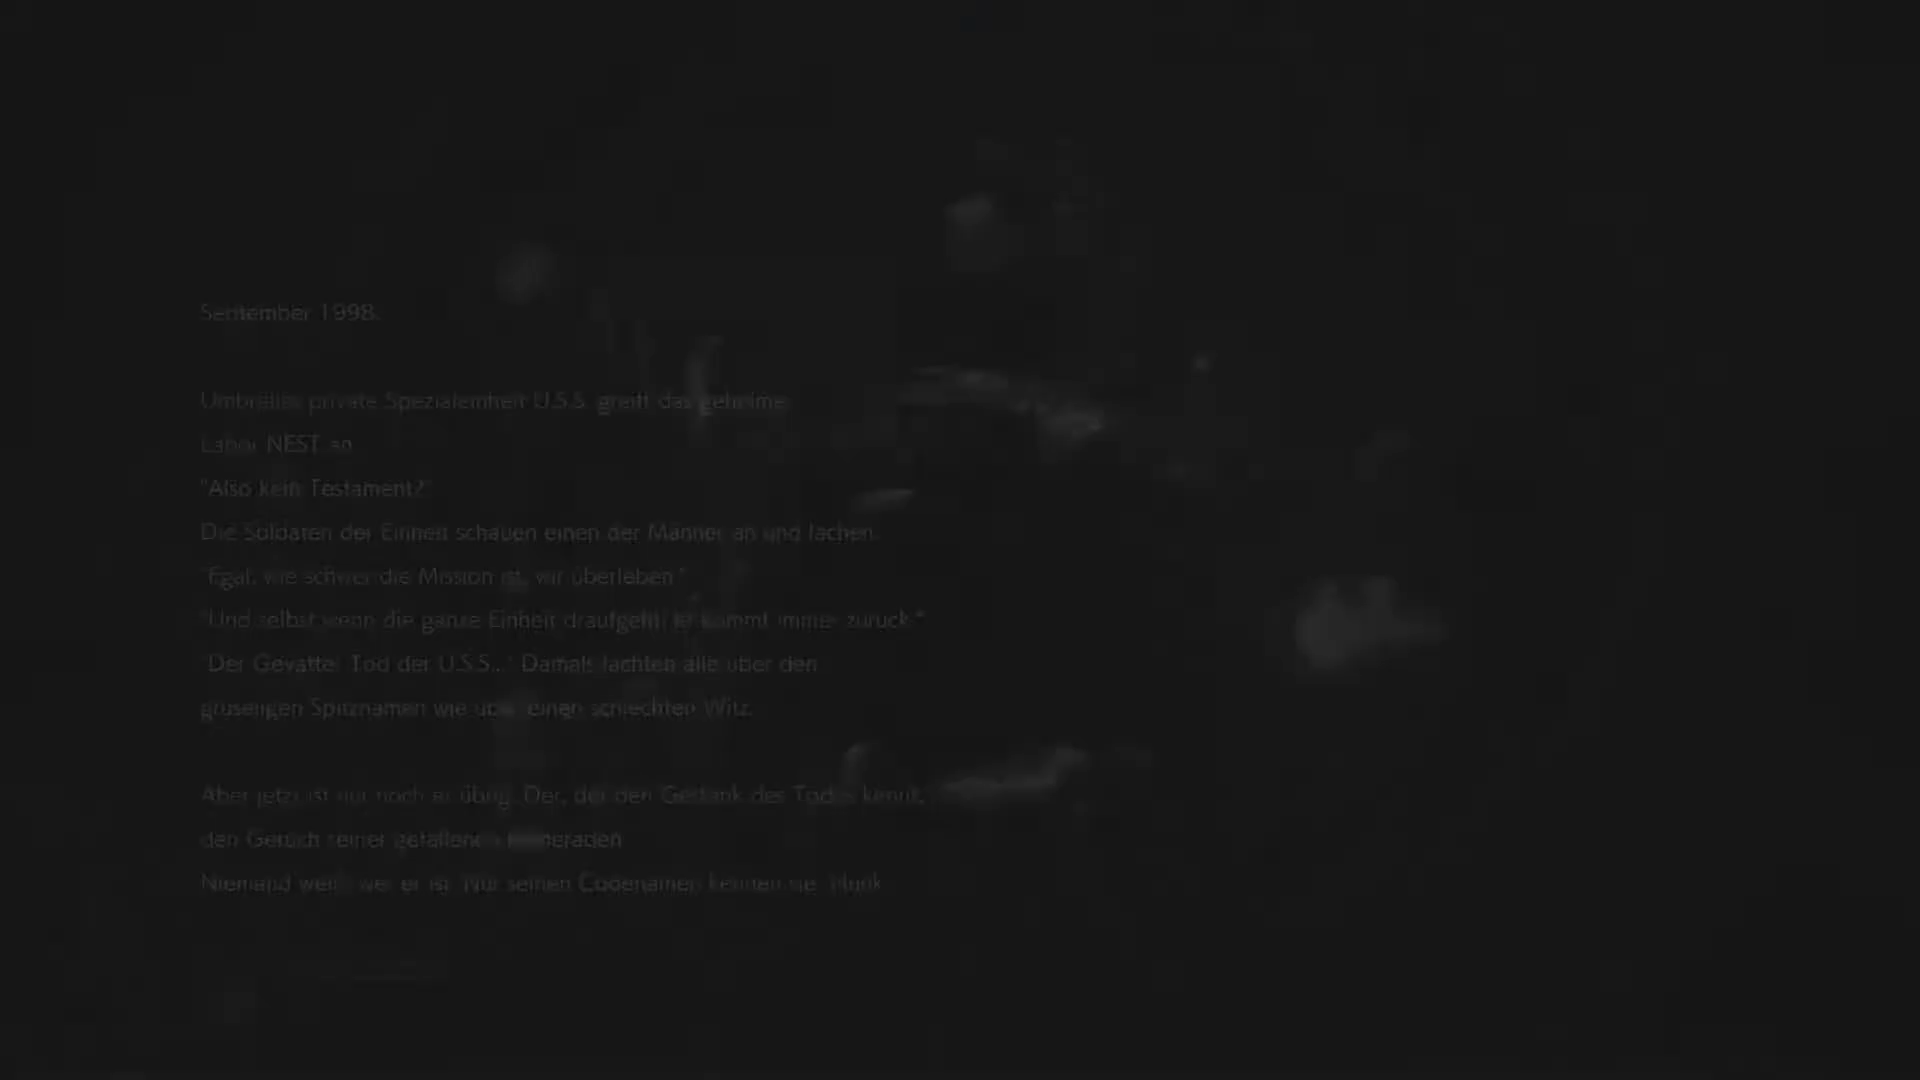 September 1998.
Umbrellas private Spezialeinheit U.S.S. greift das geheime
Labor NEST an.
"Also kein Testament?"
Die Soldaten der Einheit schauen einen der Männer an und lachen.
"Egal, wie schwer die Mission ist, wir überleben."
"Und selbst wenn die ganze Einheit draufgeht, er kommt immer zurück."
"Der Gevatter Tod der U.S.S..." Damals lachten alle über den
gruseligen Spitznamen wie über einen schlechten Witz.
Aber jetzt ist nur noch er übrig. Der, der den Gestank des Todes kennt,
den Geruch seiner gefallenen Kameraden.
Niemand weiß, wer er ist. Nur seinen Codenamen kennen sie: Hunk.